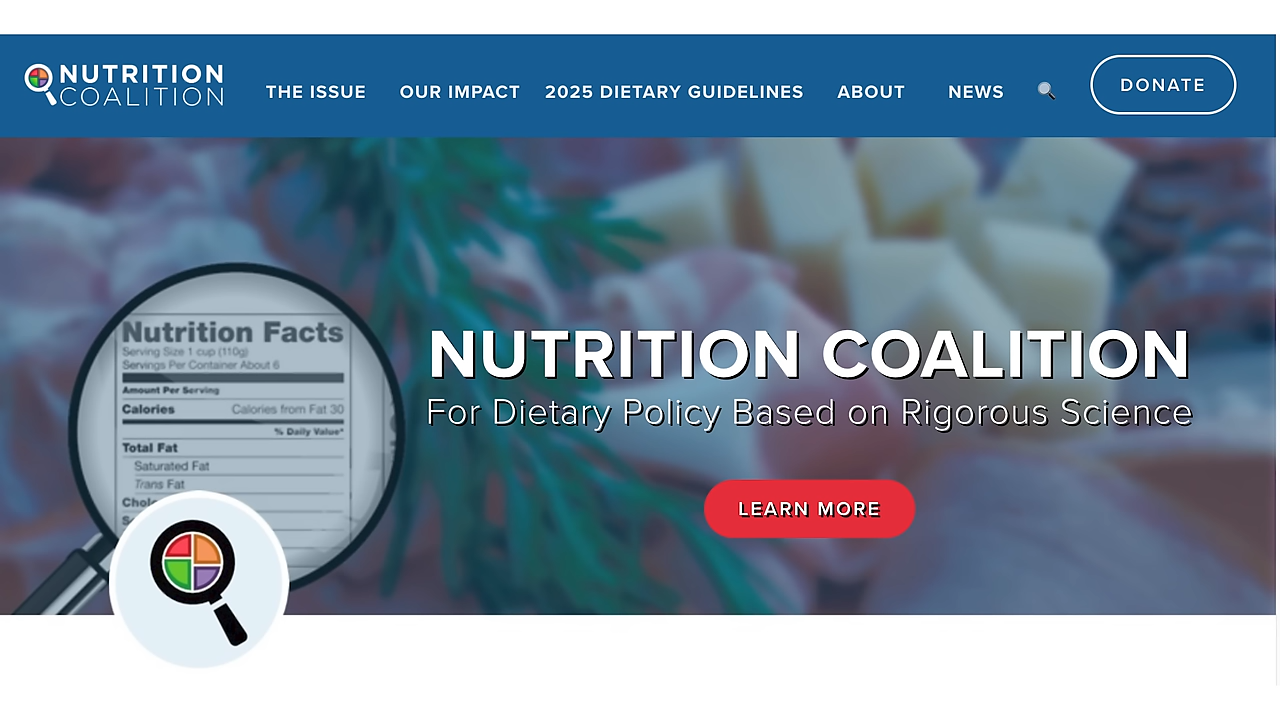 NUTRITION
COALITION
THE ISSUE
OUR IMPACT
2025 DIETARY GUIDELINES
ABOUT
NEWS
DONATE
Nutrition Facts
Serving Size 1 cup (110g)
Servings Per Container About 6
Amount Per Serving
Calories Calories from Fat 30
% Daily Value*
Total Fat
Saturated Fat
Trans Fat
NUTRITION COALITION
For Dietary Policy Based on Rigorous Science
LEARN MORE